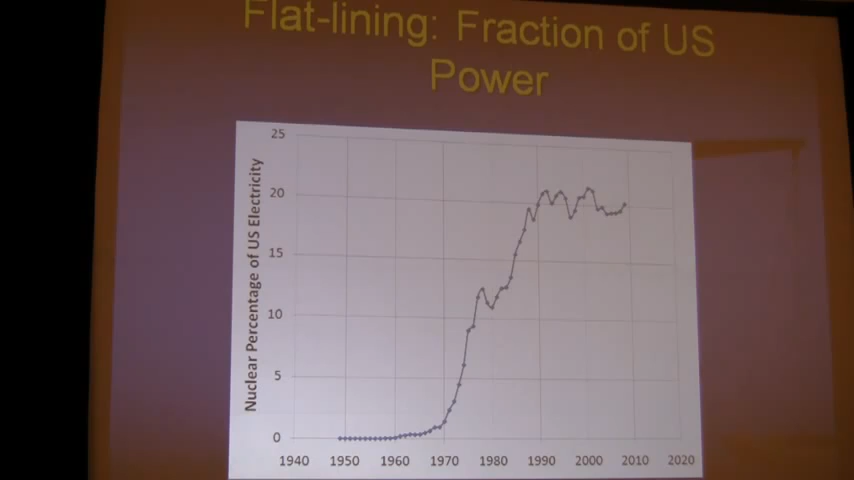 Flat-lining: Fraction of US
Power
Nuclear Percentage of US Electricity
25
20
15
10
5
0
1940 1950 1960 1970 1980 1990 2000 2010 2020